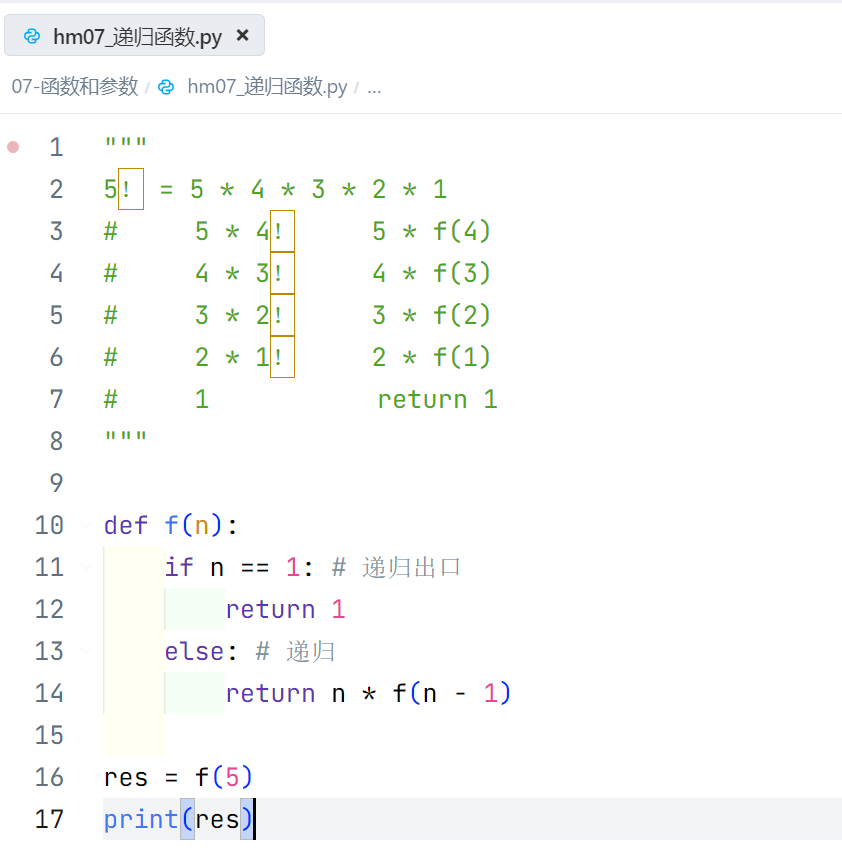 hm07_递归函数.py ×
07-函数和参数 / hm07_递归函数.py / ...
1 """
2 5！ = 5 * 4 * 3 * 2 * 1
3 #     5 * 4！     5 * f(4)
4 #     4 * 3！     4 * f(3)
5 #     3 * 2！     3 * f(2)
6 #     2 * 1！     2 * f(1)
7 #     1           return 1
8 """
9
10 def f(n):
11     if n == 1: # 递归出口
12         return 1
13     else: # 递归
14         return n * f(n - 1)
15
16 res = f(5)
17 print(res)